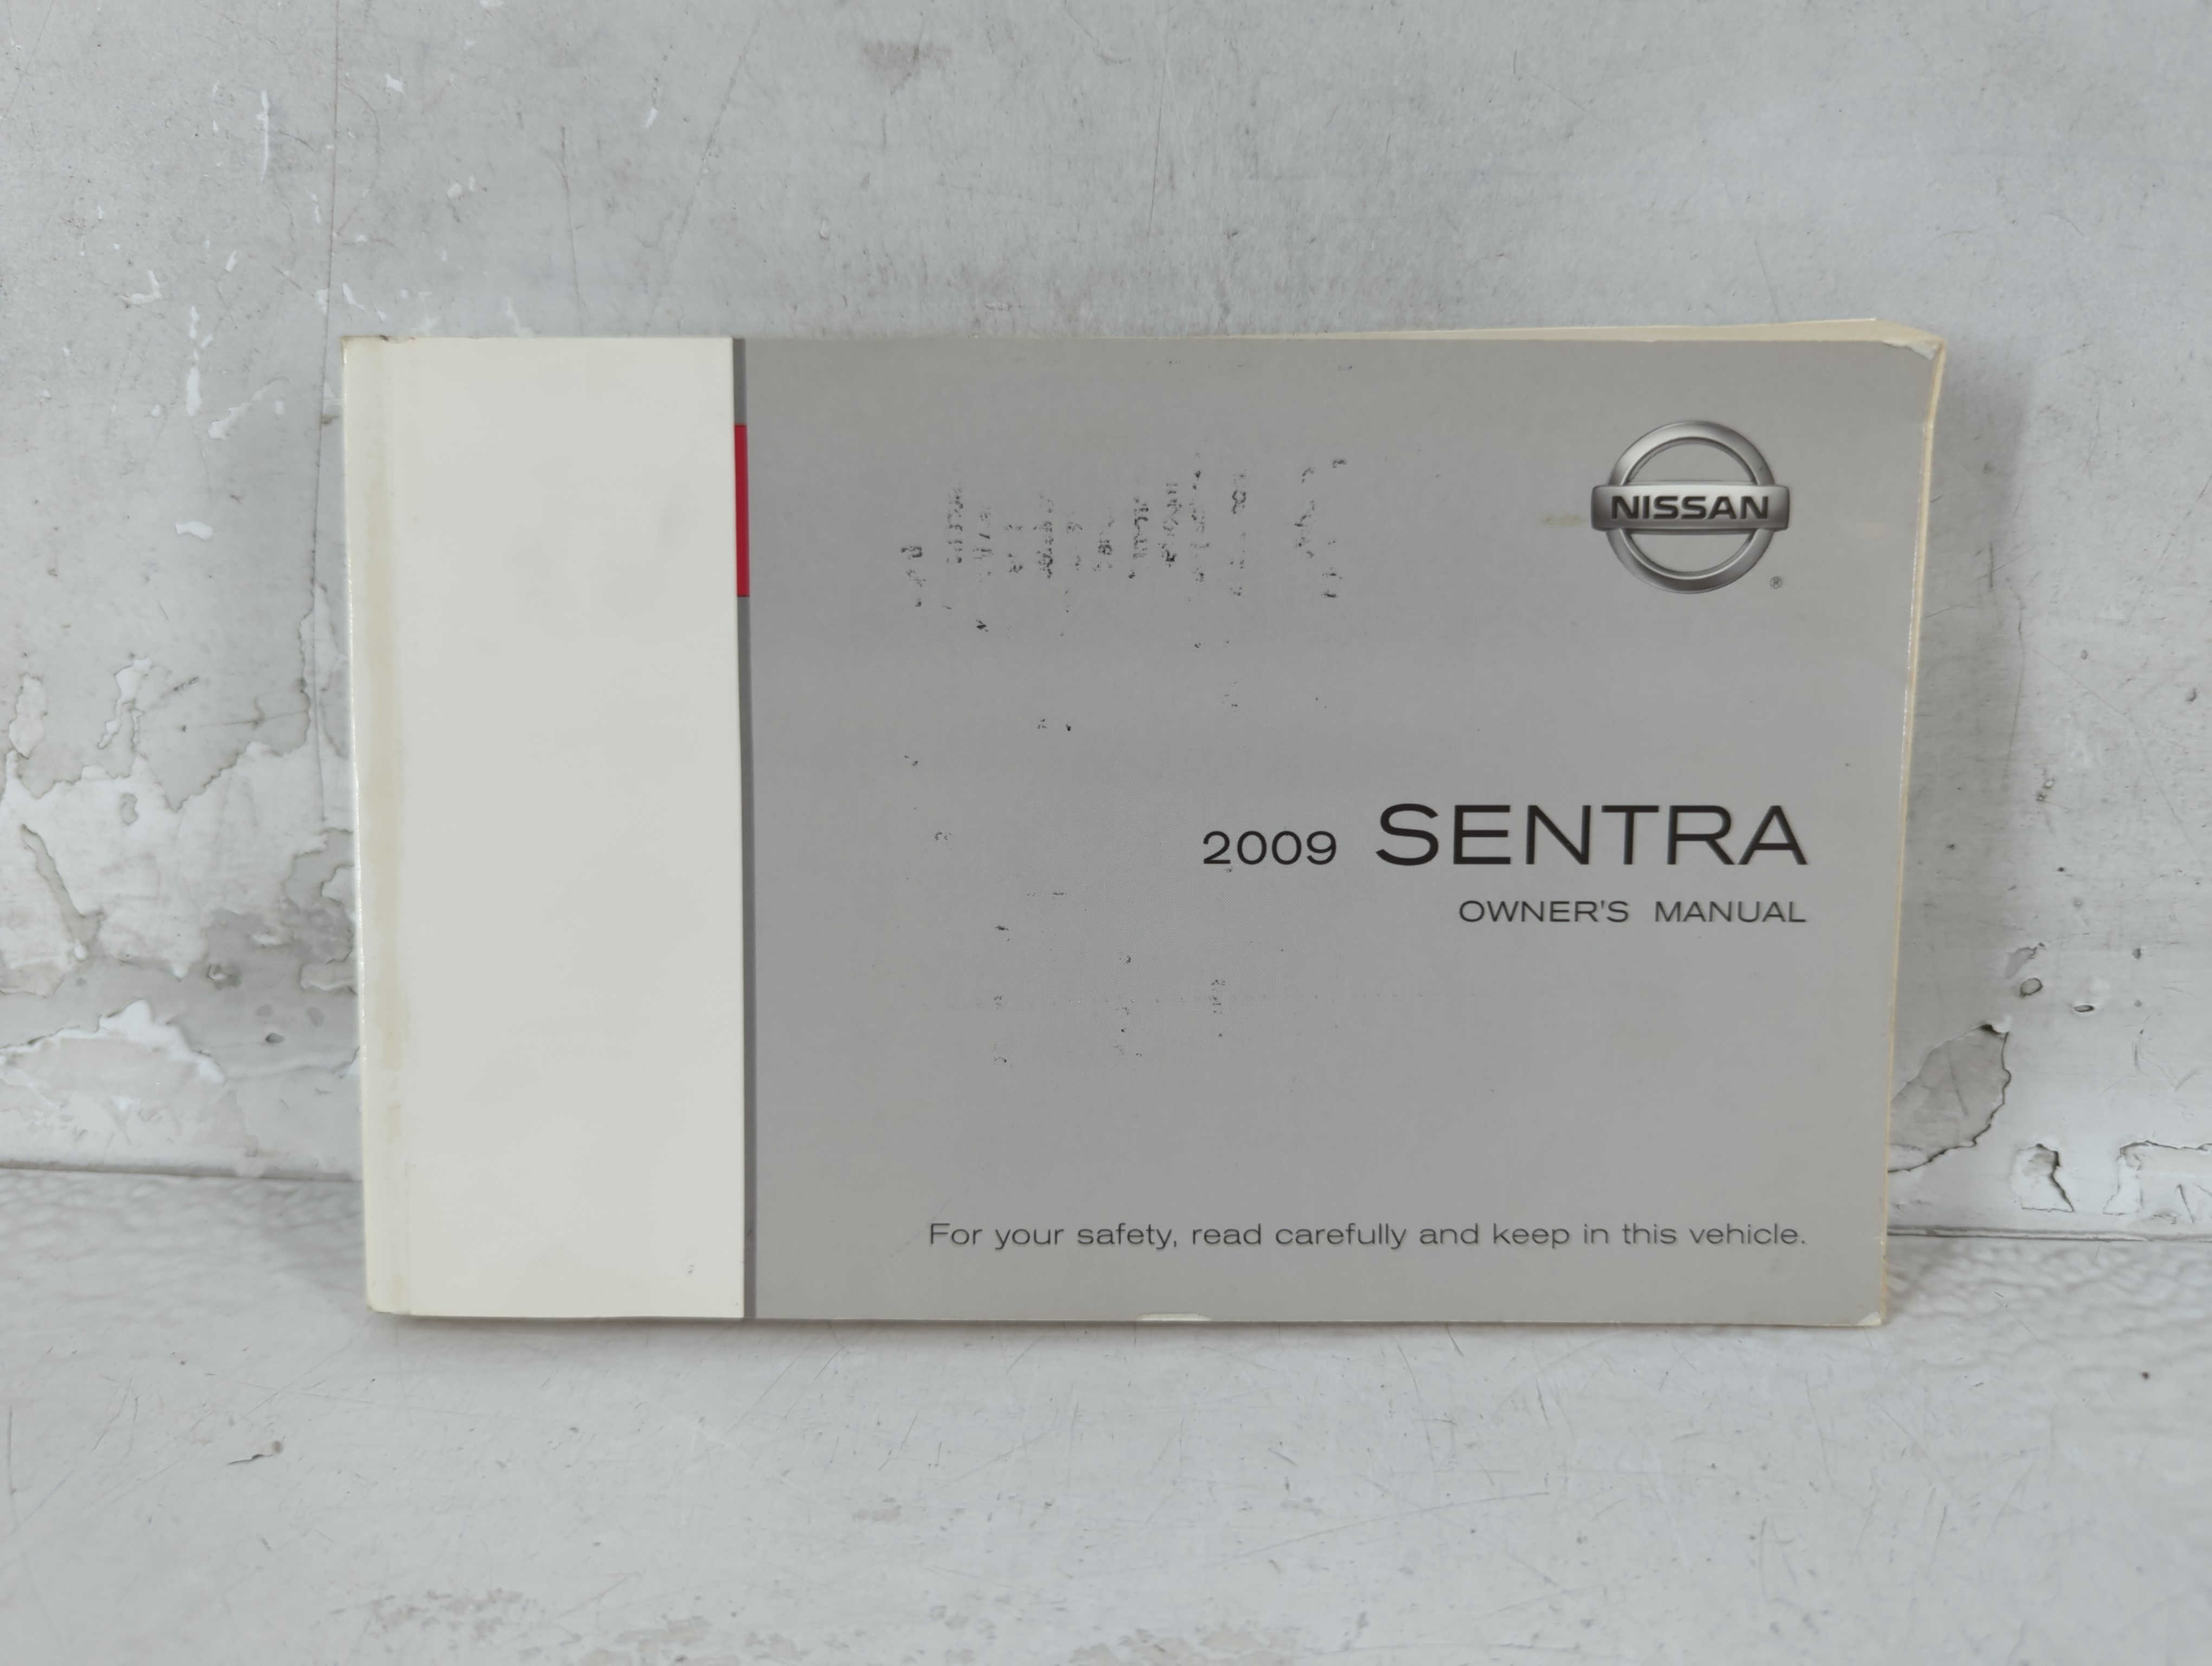 NISSAN
®
2009 SENTRA
OWNER'S MANUAL
For your safety, read carefully and keep in this vehicle.